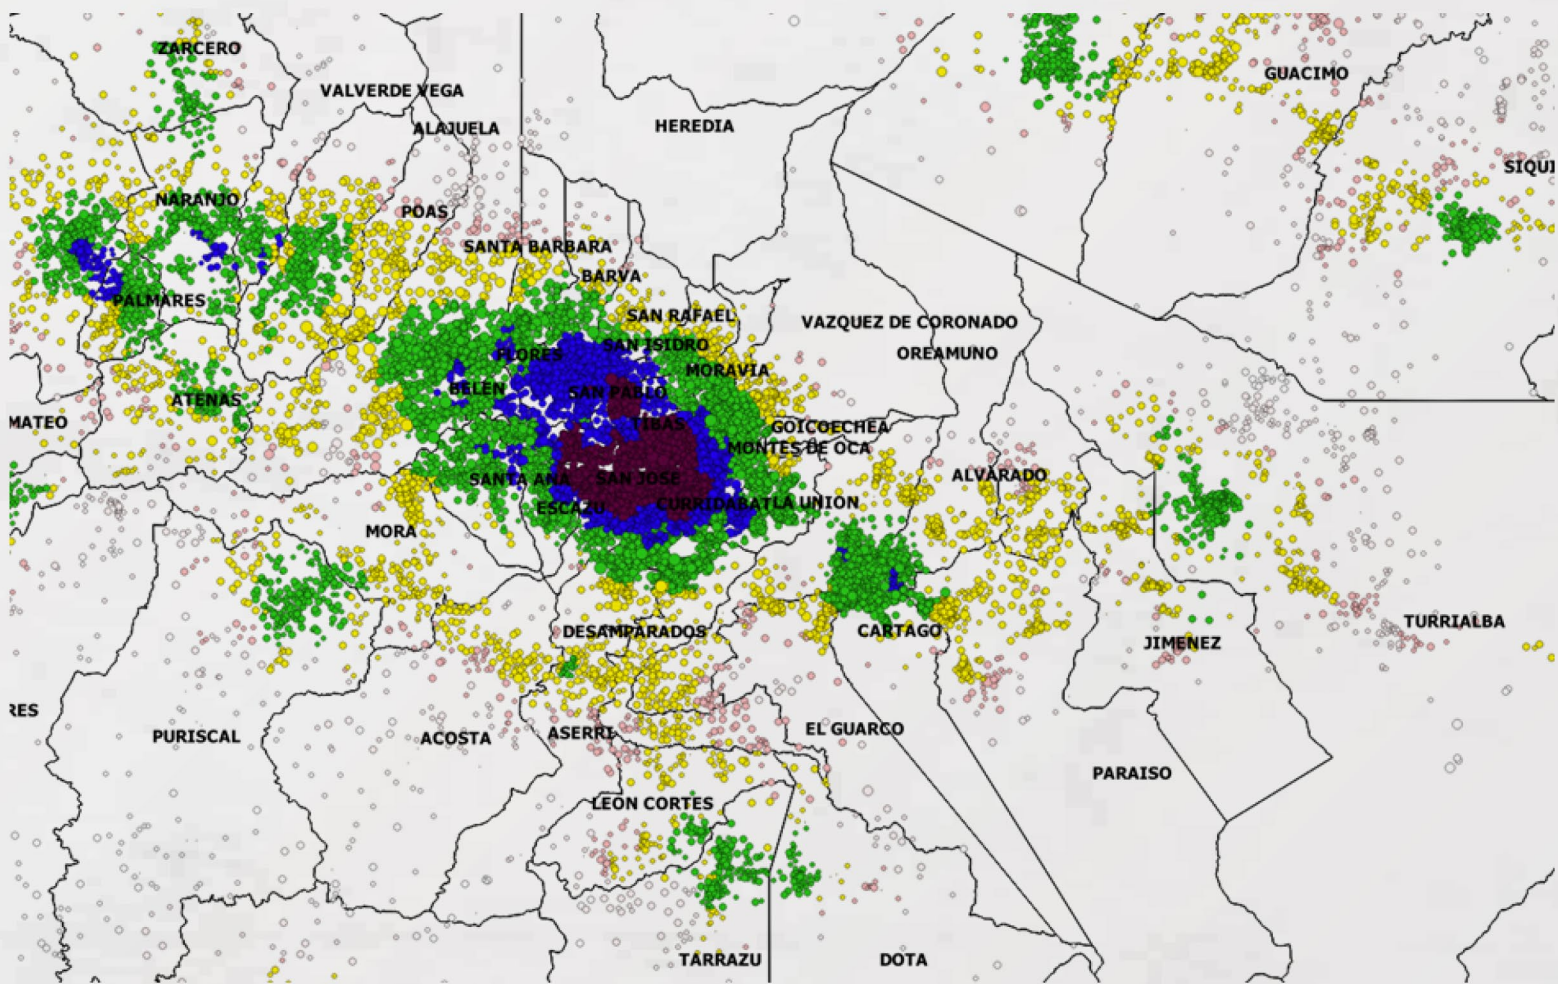 ZARCERO
GUACIMO
VALVERDE VEGA
ALAJUELA
HEREDIA
SIQUI
NARANJO
POAS
SANTA BARBARA
BARVA
PALMARES
SAN RAFAEL
VAZQUEZ DE CORONADO
SAN ISIDRO
FLORES
OREAMUNO
MORAVIA
BELEN
SAN PABLO
ATENAS
MATEO
TIBAS
GOICOECHEA
MONTES DE OCA
ALVARADO
SANTA ANA
SAN JOSE
CURRIDABAT
LA UNION
ESCAZU
MORA
TURRIALBA
DESAMPARADOS
CARTAGO
JIMENEZ
RES
PURISCAL
ACOSTA
ASERRI
EL GUARCO
PARAISO
LEON CORTES
TARRAZU
DOTA